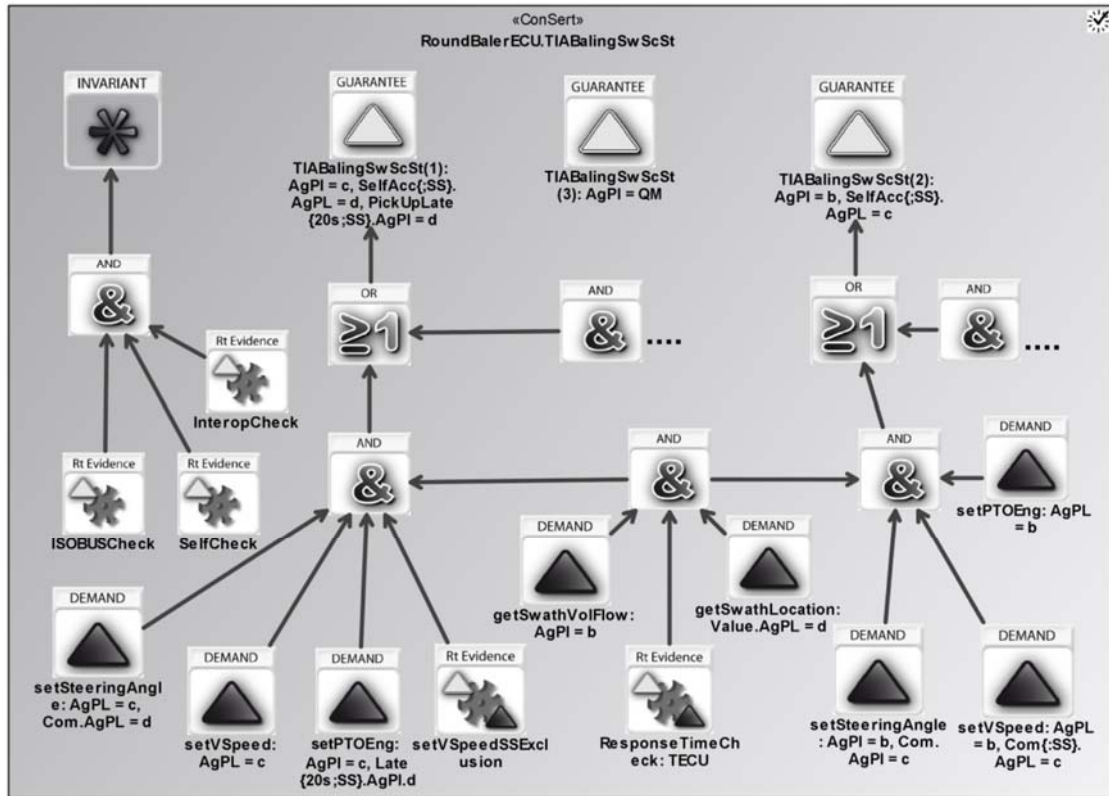 «ConSert»
RoundBalerECU.TIABalingSwScSt
INVARIANT
GUARANTEE
TIABalingSwScSt(1):
AgPl = c, SelfAcc{;SS}.
AgPL = d, PickUpLate
{20s;SS}.AgPl = d
GUARANTEE
TIABalingSwScSt
(3): AgPl = QM
GUARANTEE
TIABalingSwScSt(2):
AgPl = b, SelfAcc{;SS}.
AgPL = c
AND
&
OR
≥1
AND
&
....
OR
≥1
AND
&
....
Rt Evidence
InteropCheck
Rt Evidence
ISOBUSCheck
Rt Evidence
SelfCheck
AND
&
AND
&
AND
&
DEMAND
setPTOEng: AgPL
= b
DEMAND
getSwathVolFlow:
AgPl = b
DEMAND
getSwathLocation:
Value.AgPL = d
DEMAND
setSteeringAngl
e: AgPL = c,
Com.AgPL = d
DEMAND
setVSpeed:
AgPL = c
DEMAND
setPTOEng:
AgPl = c, Late
{20s;SS}.AgPl.d
Rt Evidence
setVSpeedSSExcl
usion
Rt Evidence
ResponseTimeCh
eck: TECU
DEMAND
setSteeringAngle
: AgPl = b, Com.
AgPl = c
DEMAND
setVSpeed: AgPL
= b, Com{:SS}.
AgPL = c